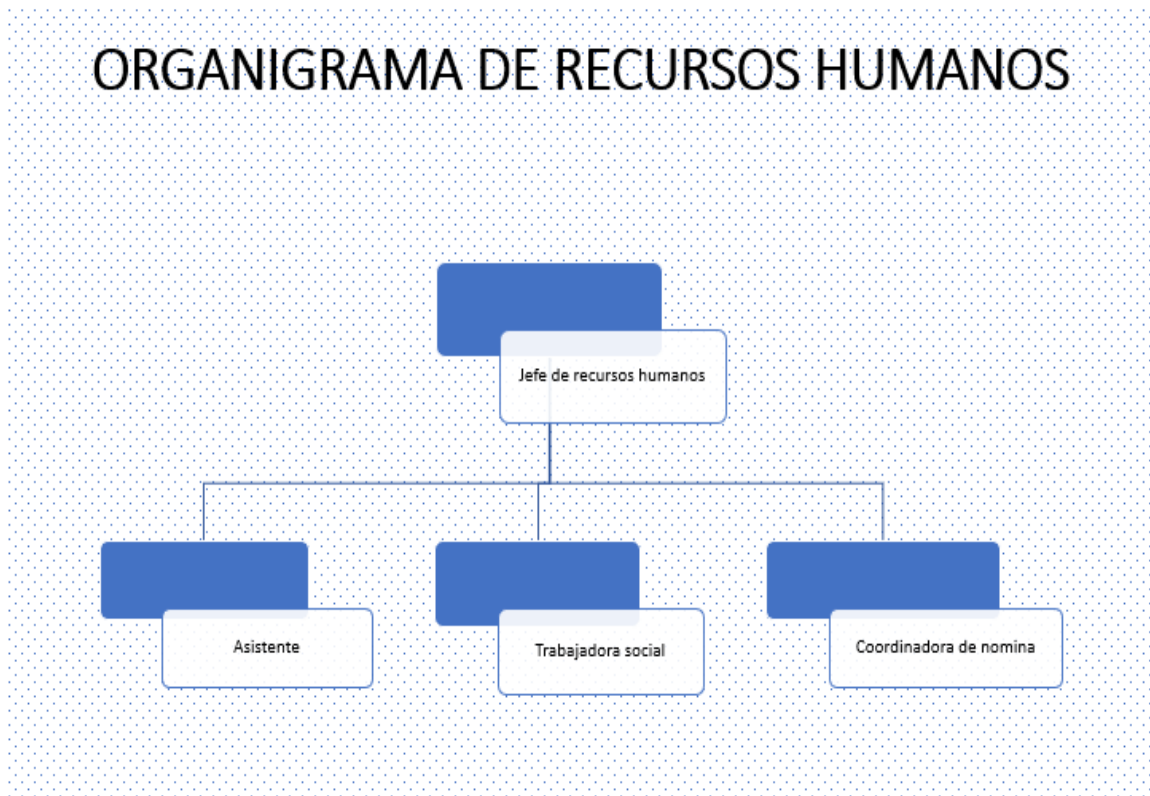 ORGANIGRAMA DE RECURSOS HUMANOS
Jefe de recursos humanos
Asistente
Trabajadora social
Coordinadora de nomina